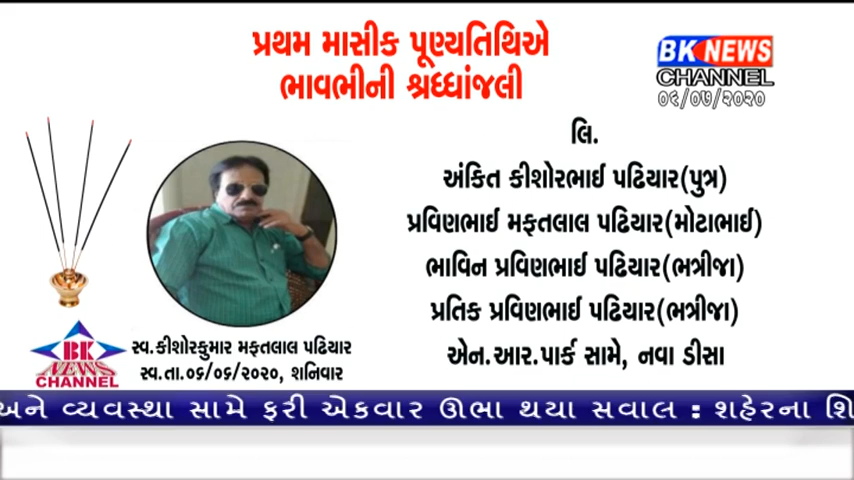 પ્રથમ માસીક પૂણ્યતિથિએ
ભાવભીની શ્રધ્ધાંજલી
BK NEWS
CHANNEL
૦૬/૦૭/૨૦૨૦
લિ.
અંકિત કીશોરભાઈ પઢિયાર(પુત્ર)
પ્રવિણભાઈ મફતલાલ પઢિયાર(મોટાભાઈ)
ભાવિન પ્રવિણભાઈ પઢિયાર(ભત્રીજા)
પ્રતિક પ્રવિણભાઈ પઢિયાર(ભત્રીજા)
એન.આર.પાર્ક સામે, નવા ડીસા
સ્વ.કીશોરકુમાર મફતલાલ પઢિયાર
સ્વ.તા.૦૬/૦૬/૨૦૨૦, શનિવાર
BK
NEWS
CHANNEL
અને વ્યવસ્થા સામે ફરી એકવાર ઊભા થયા સવાલ : શહેરના શિ